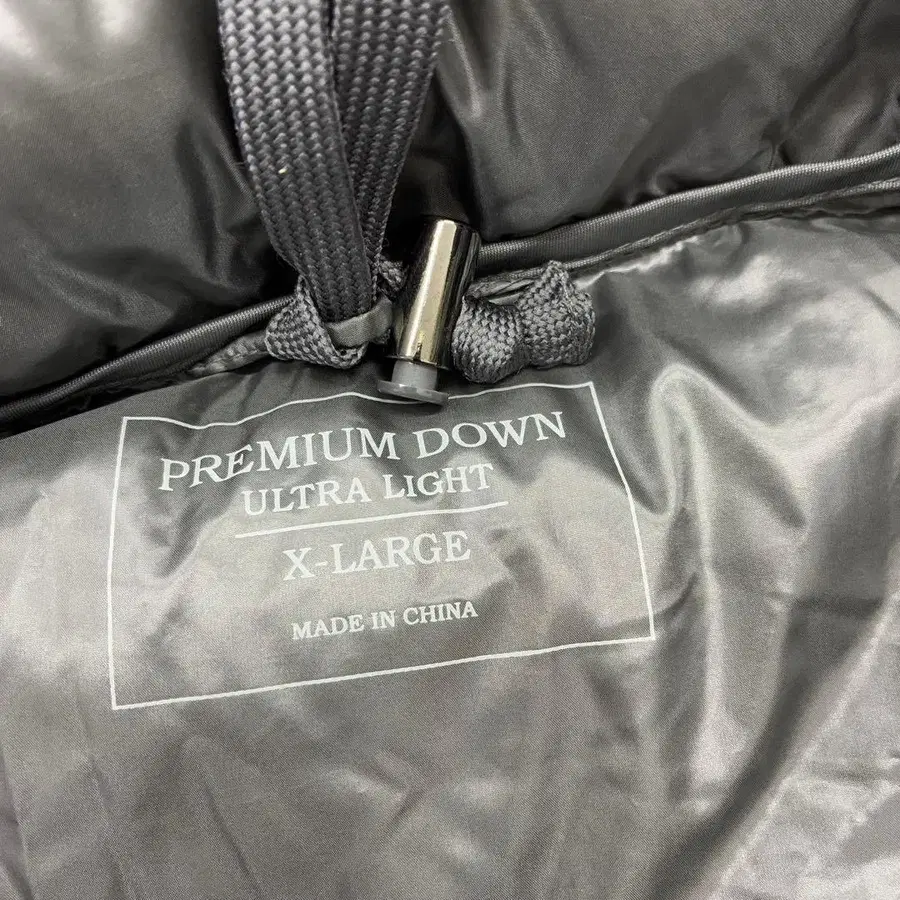 PREMIUM DOWN
ULTRA LIGHT
X-LARGE
MADE IN CHINA